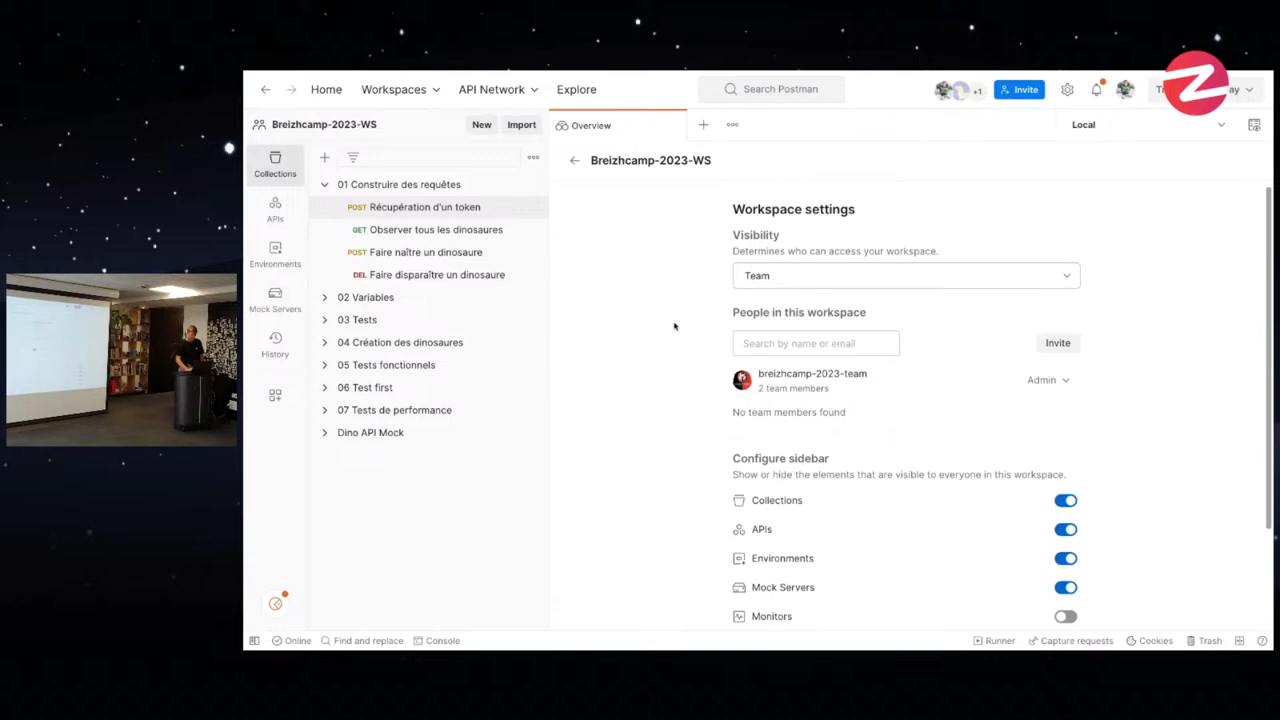 Home
Workspaces
API Network
Explore
Search Postman
+1
Invite
Breizhcamp-2023-WS
New
Import
Overview
Local
Collections
APIs
Environments
Mock Servers
History
01 Construire des requêtes
POST Récupération d'un token
GET Observer tous les dinosaures
POST Faire naître un dinosaure
DEL Faire disparaître un dinosaure
02 Variables
03 Tests
04 Création des dinosaures
05 Tests fonctionnels
06 Test first
07 Tests de performance
Dino API Mock
Breizhcamp-2023-WS
Workspace settings
Visibility
Determines who can access your workspace.
Team
People in this workspace
Search by name or email
Invite
breizhcamp-2023-team
2 team members
Admin
No team members found
Configure sidebar
Show or hide the elements that are visible to everyone in this workspace.
Collections
APIs
Environments
Mock Servers
Monitors
Online
Find and replace
Console
Runner
Capture requests
Cookies
Trash